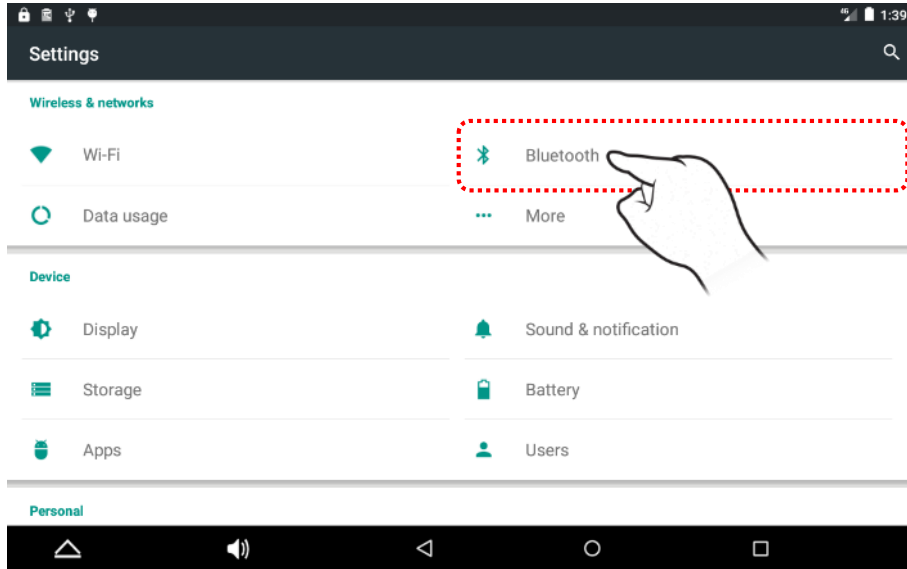 4G 1:39
Settings
Wireless & networks
Wi-Fi Bluetooth
Data usage More
Device
Display Sound & notification
Storage Battery
Apps Users
Personal